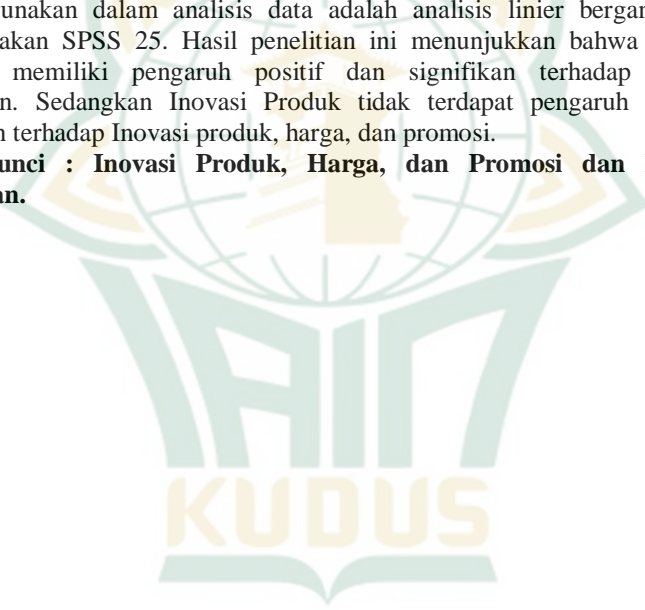 unakan dalam analisis data adalah analisis linier bergan
akan SPSS 25. Hasil penelitian ini menunjukkan bahwa
memiliki pengaruh positif dan signifikan terhadap
n. Sedangkan Inovasi Produk tidak terdapat pengaruh
n terhadap Inovasi produk, harga, dan promosi.
unci : Inovasi Produk, Harga, dan Promosi dan
an.
IAIN
KUDUS